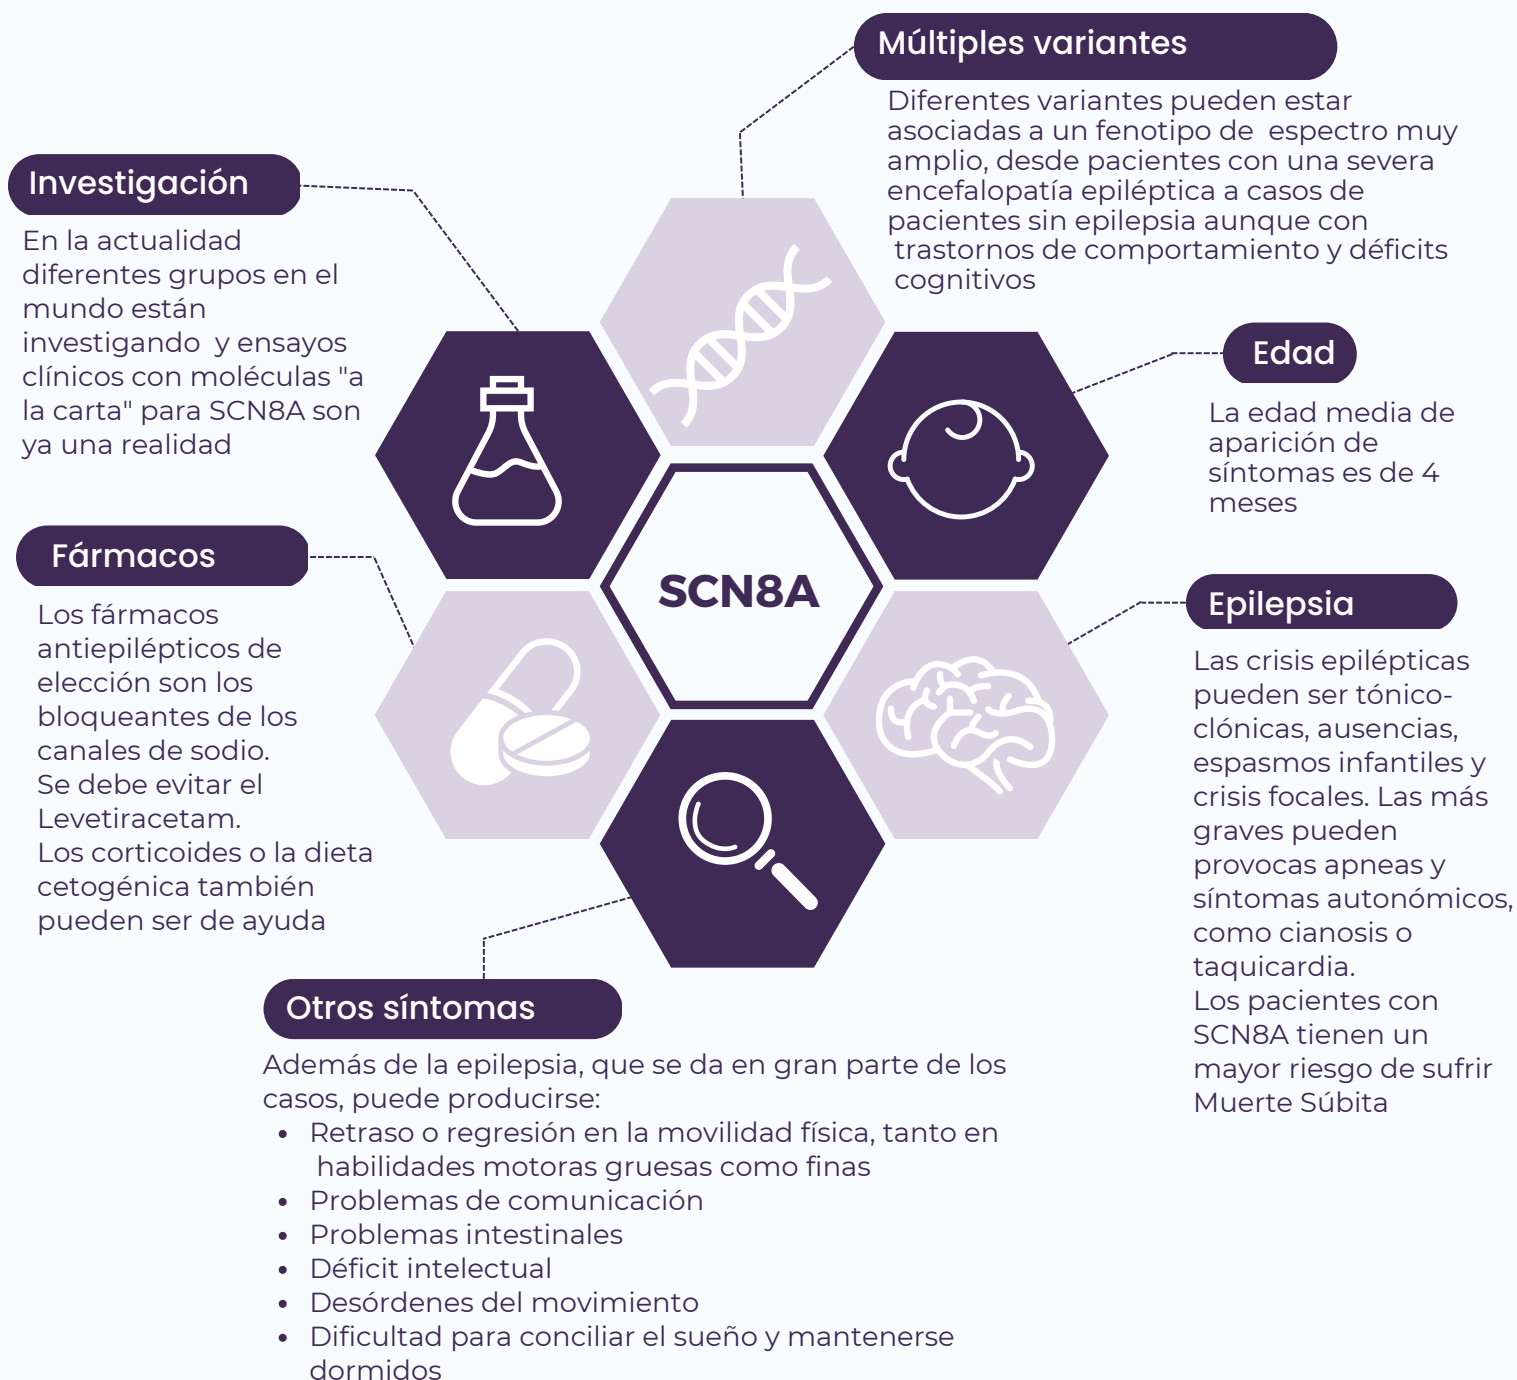 Múltiples variantes
Diferentes variantes pueden estar
asociadas a un fenotipo de espectro muy
amplio, desde pacientes con una severa
encefalopatía epiléptica a casos de
pacientes sin epilepsia aunque con
trastornos de comportamiento y déficits
cognitivos
Investigación
En la actualidad
diferentes grupos en el
mundo están
investigando y ensayos
clínicos con moléculas "a
la carta" para SCN8A son
ya una realidad
Edad
La edad media de
aparición de
síntomas es de 4
meses
Fármacos
Los fármacos
antiepilépticos de
elección son los
bloqueantes de los
canales de sodio.
Se debe evitar el
Levetiracetam.
Los corticoides o la dieta
cetogénica también
pueden ser de ayuda
SCN8A
Epilepsia
Las crisis epilépticas
pueden ser tónico-
clónicas, ausencias,
espasmos infantiles y
crisis focales. Las más
graves pueden
provocas apneas y
síntomas autonómicos,
como cianosis o
taquicardia.
Los pacientes con
SCN8A tienen un
mayor riesgo de sufrir
Muerte Súbita
Otros síntomas
Además de la epilepsia, que se da en gran parte de los
casos, puede producirse:
• Retraso o regresión en la movilidad física, tanto en
habilidades motoras gruesas como finas
• Problemas de comunicación
• Problemas intestinales
• Déficit intelectual
• Desórdenes del movimiento
• Dificultad para conciliar el sueño y mantenerse
dormidos